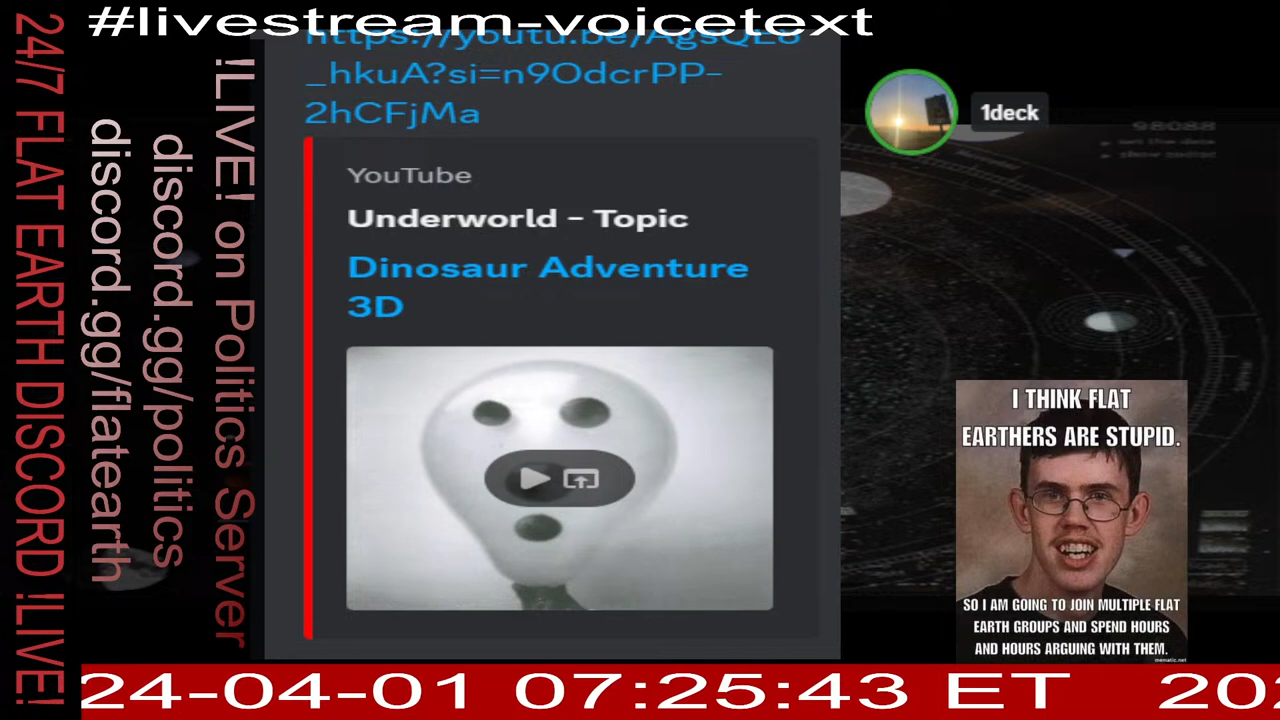 #livestream-voicetext
24/7 FLAT EARTH DISCORD !LIVE!
discord.gg/flatearth
discord.gg/politics
!LIVE! on Politics Server
_hkuA?si=n9OdcrPP-
2hCFjMa
YouTube
Underworld - Topic
Dinosaur Adventure
3D
1deck
98088
I THINK FLAT
EARTHERS ARE STUPID.
SO I AM GOING TO JOIN MULTIPLE FLAT
EARTH GROUPS AND SPEND HOURS
AND HOURS ARGUING WITH THEM.
mematic.net
24-04-01 07:25:43 ET